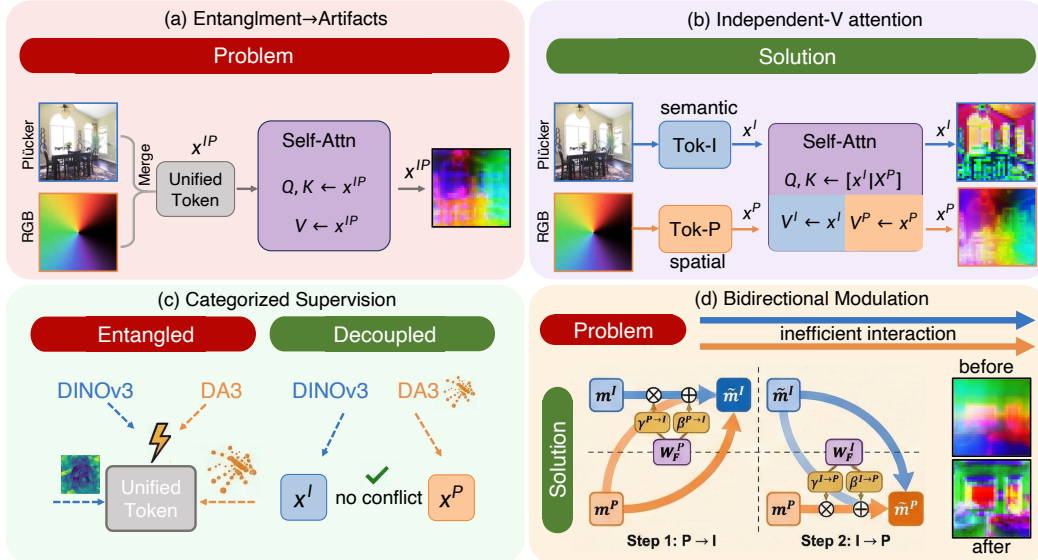 (a) Entanglment→Artifacts
Problem
Plücker
RGB
Merge
x^{IP}
Unified
Token
Self-Attn
Q, K ← x^{IP}
V ← x^{IP}
x^{IP}
(b) Independent-V attention
Solution
Plücker
RGB
semantic
Tok-I
x^I
Tok-P
spatial
x^P
Self-Attn
Q, K ← [x^I|X^P]
V^I ← x^I
V^P ← x^P
x^I
x^P
(c) Categorized Supervision
Entangled
Decoupled
DINOv3
DA3
Unified
Token
DINOv3
DA3
x^I
no conflict
x^P
(d) Bidirectional Modulation
Problem
inefficient interaction
Solution
m^I
⊗
⊕
m̃^I
γ^{P→I}
β^{P→I}
W_F^P
m^P
Step 1: P → I
m̃^I
W_F^I
γ^{I→P}
β^{I→P}
m^P
⊗
⊕
m̃^P
Step 2: I → P
before
after